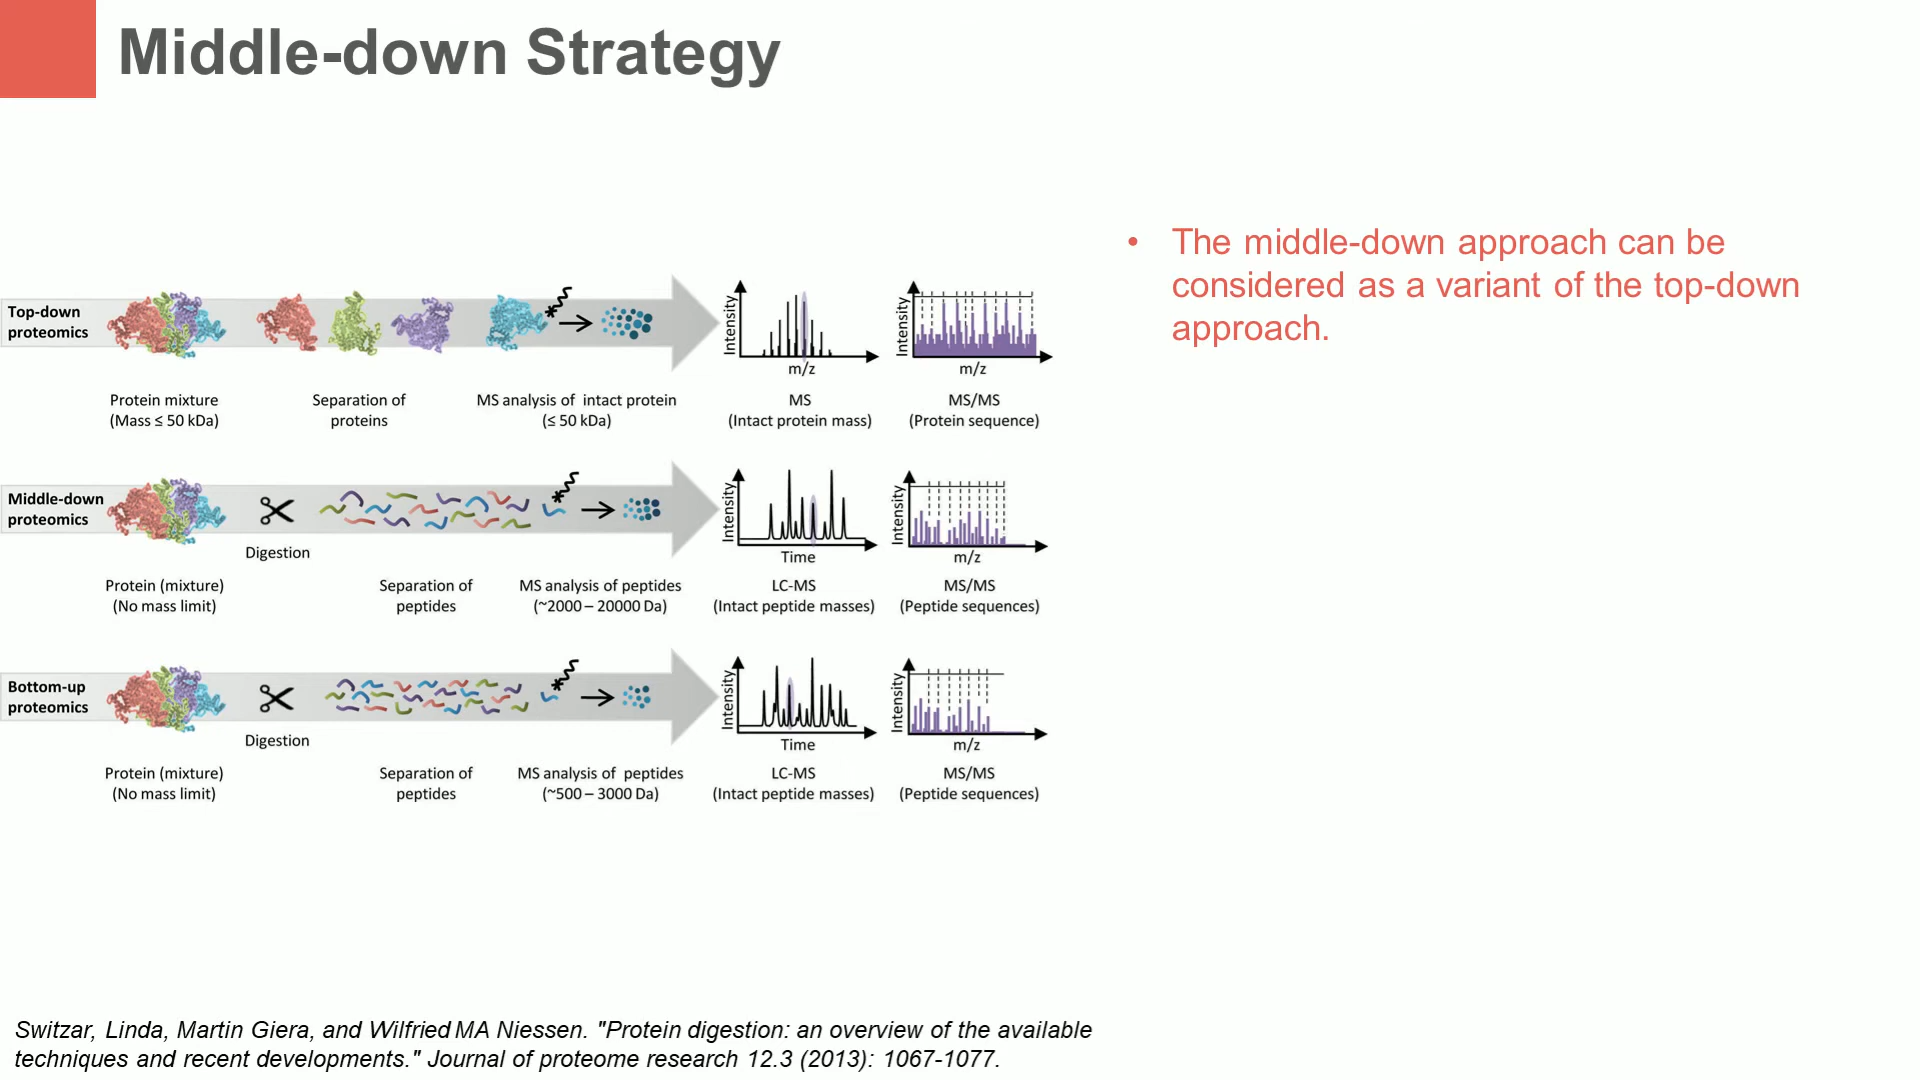 Middle-down Strategy
• The middle-down approach can be
considered as a variant of the top-down
approach.
Top-down
proteomics
Intensity
m/z
Intensity
m/z
Protein mixture
(Mass ≤ 50 kDa)
Separation of
proteins
MS analysis of intact protein
(≤ 50 kDa)
MS
(Intact protein mass)
MS/MS
(Protein sequence)
Middle-down
proteomics
Digestion
Intensity
Time
Intensity
m/z
Protein (mixture)
(No mass limit)
Separation of
peptides
MS analysis of peptides
(~2000 – 20000 Da)
LC-MS
(Intact peptide masses)
MS/MS
(Peptide sequences)
Bottom-up
proteomics
Digestion
Intensity
Time
Intensity
m/z
Protein (mixture)
(No mass limit)
Separation of
peptides
MS analysis of peptides
(~500 – 3000 Da)
LC-MS
(Intact peptide masses)
MS/MS
(Peptide sequences)
Switzar, Linda, Martin Giera, and Wilfried MA Niessen. "Protein digestion: an overview of the available
techniques and recent developments." Journal of proteome research 12.3 (2013): 1067-1077.